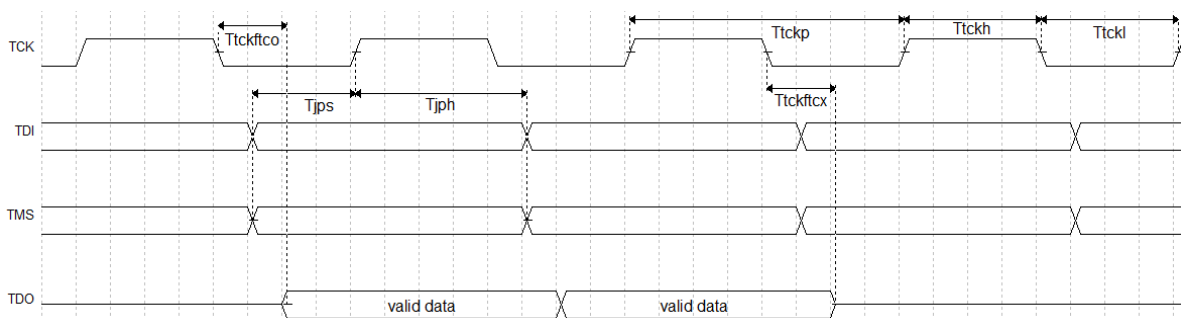 TCK
Ttckftco
Ttckp
Ttckh
Ttckl
Tjps
Tjph
Ttckftcx
TDI
TMS
TDO
valid data
valid data